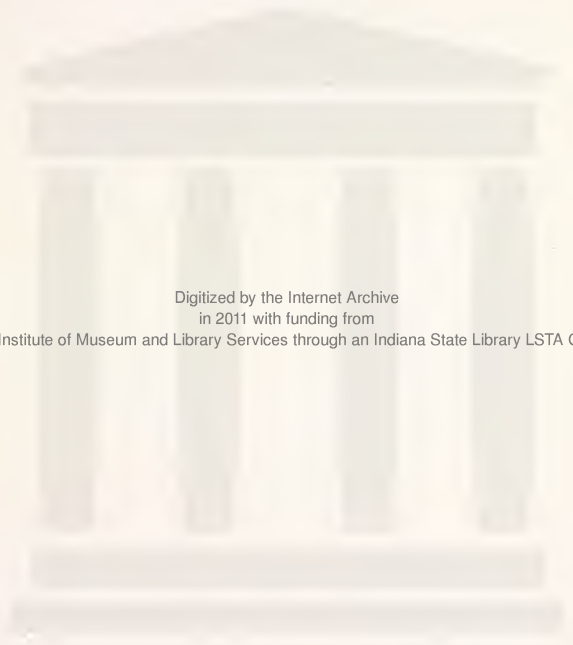 Digitized by the Internet Archive
in 2011 with funding from
Institute of Museum and Library Services through an Indiana State Library LSTA